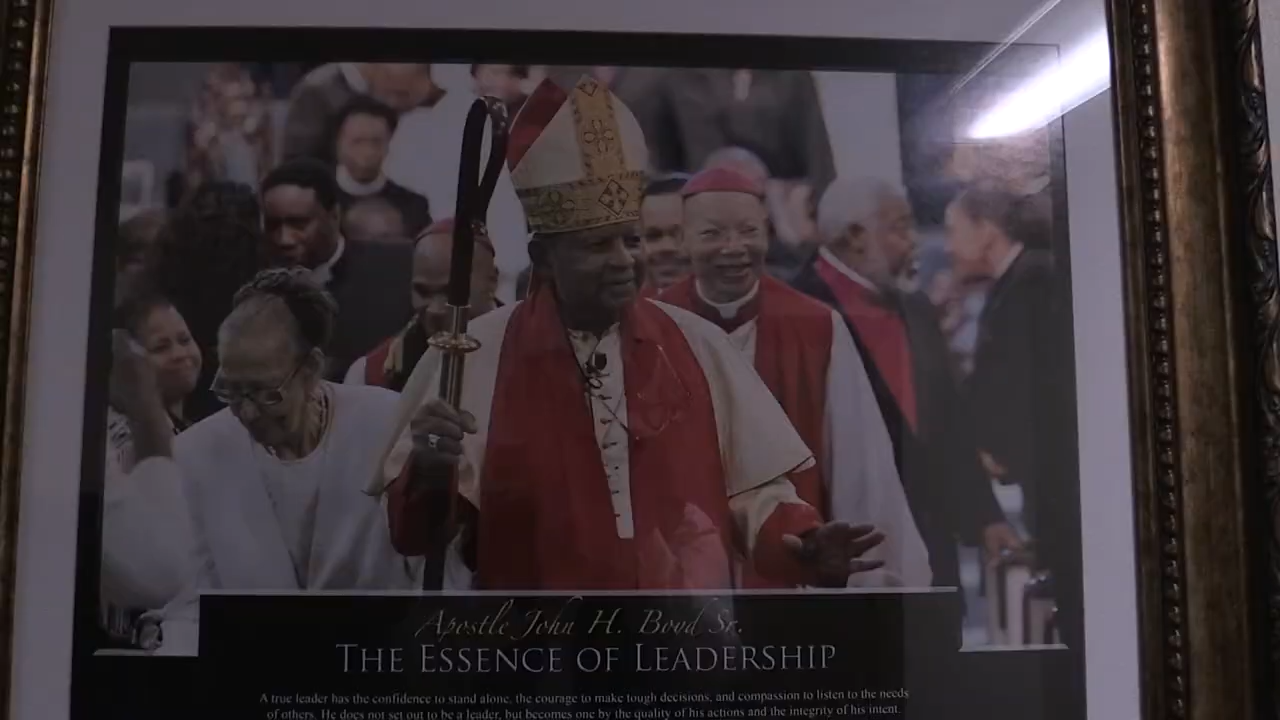 Apostle John H. Boyd Sr.
THE ESSENCE OF LEADERSHIP
A true leader has the confidence to stand alone, the courage to make tough decisions, and compassion to listen to the needs
of others. He does not set out to be a leader, but becomes one by the quality of his actions and the integrity of his intent.